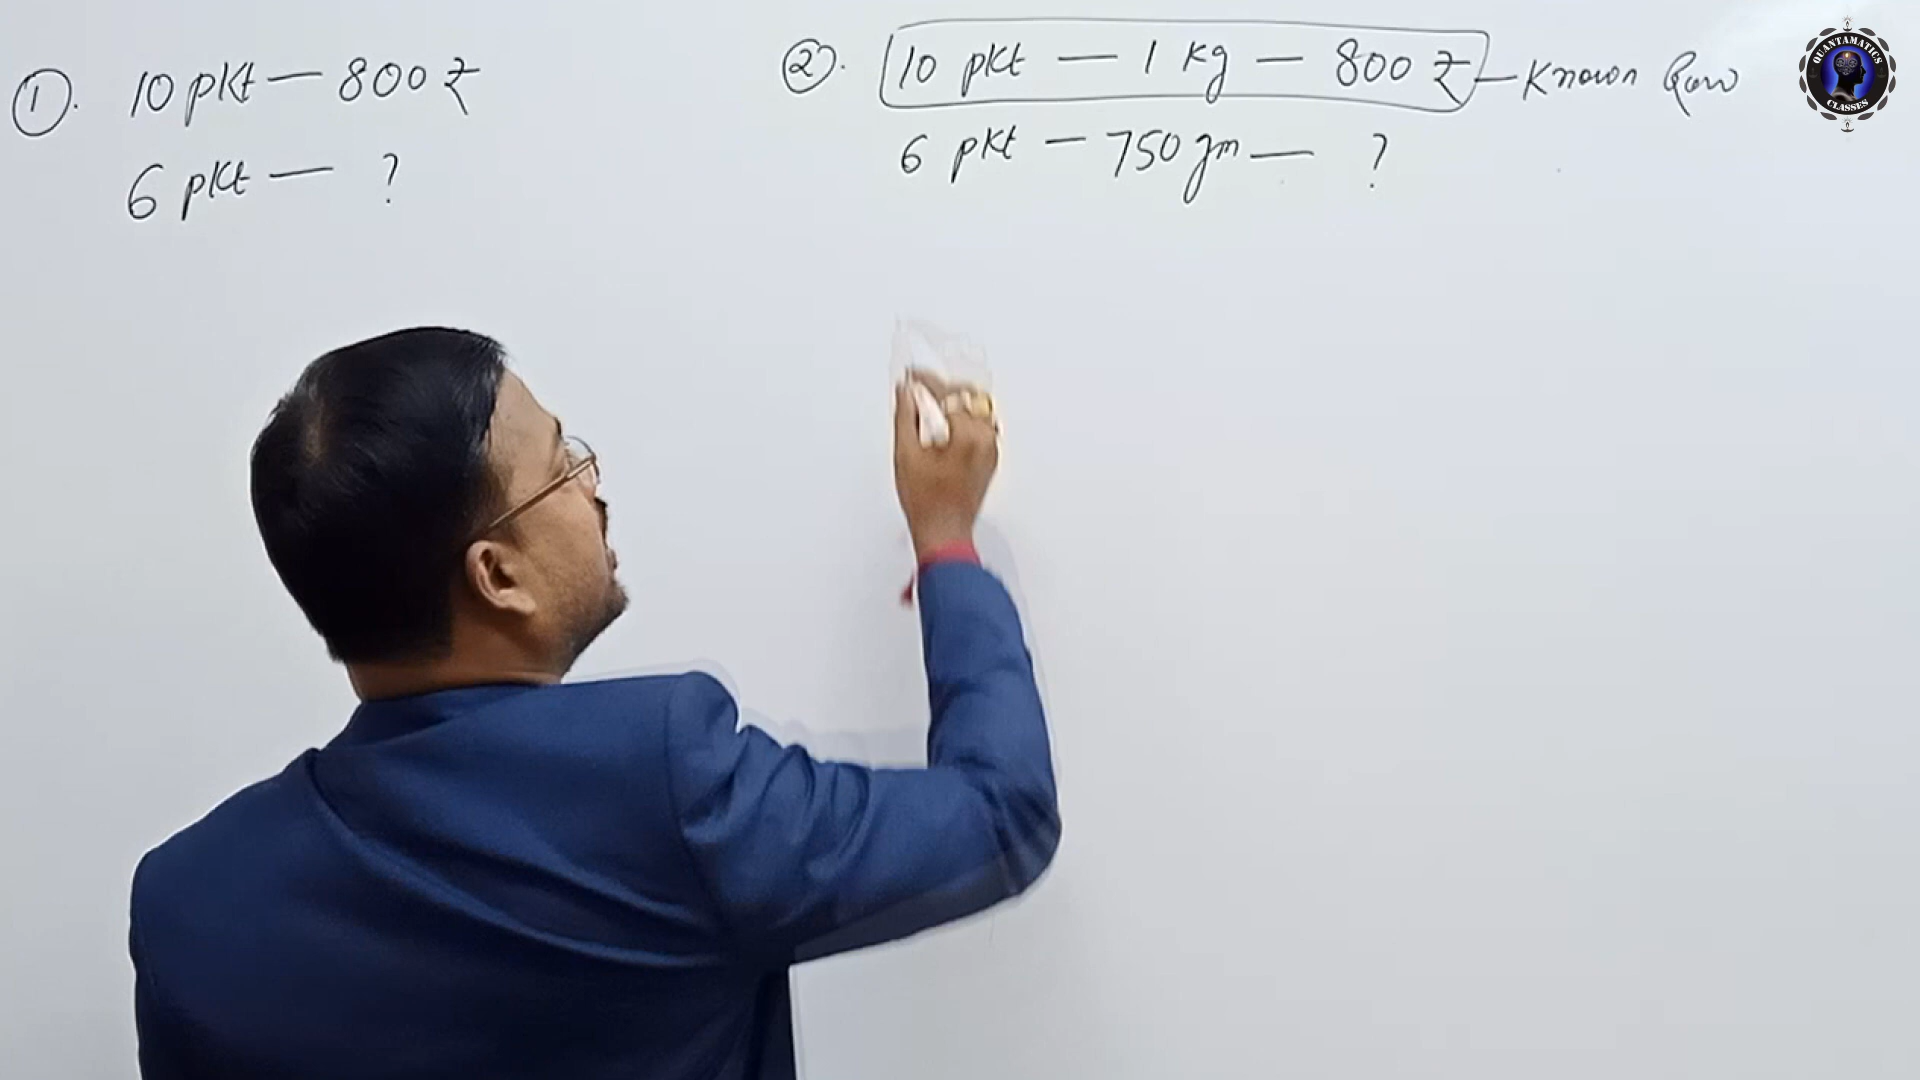 ①. 10 pkt — 800 ₹
6 pkt — ?
②. 10 pkt — 1 kg — 800 ₹ — Known Row
6 pkt — 750 gm — ?
QUANTAMATICS
CLASSES